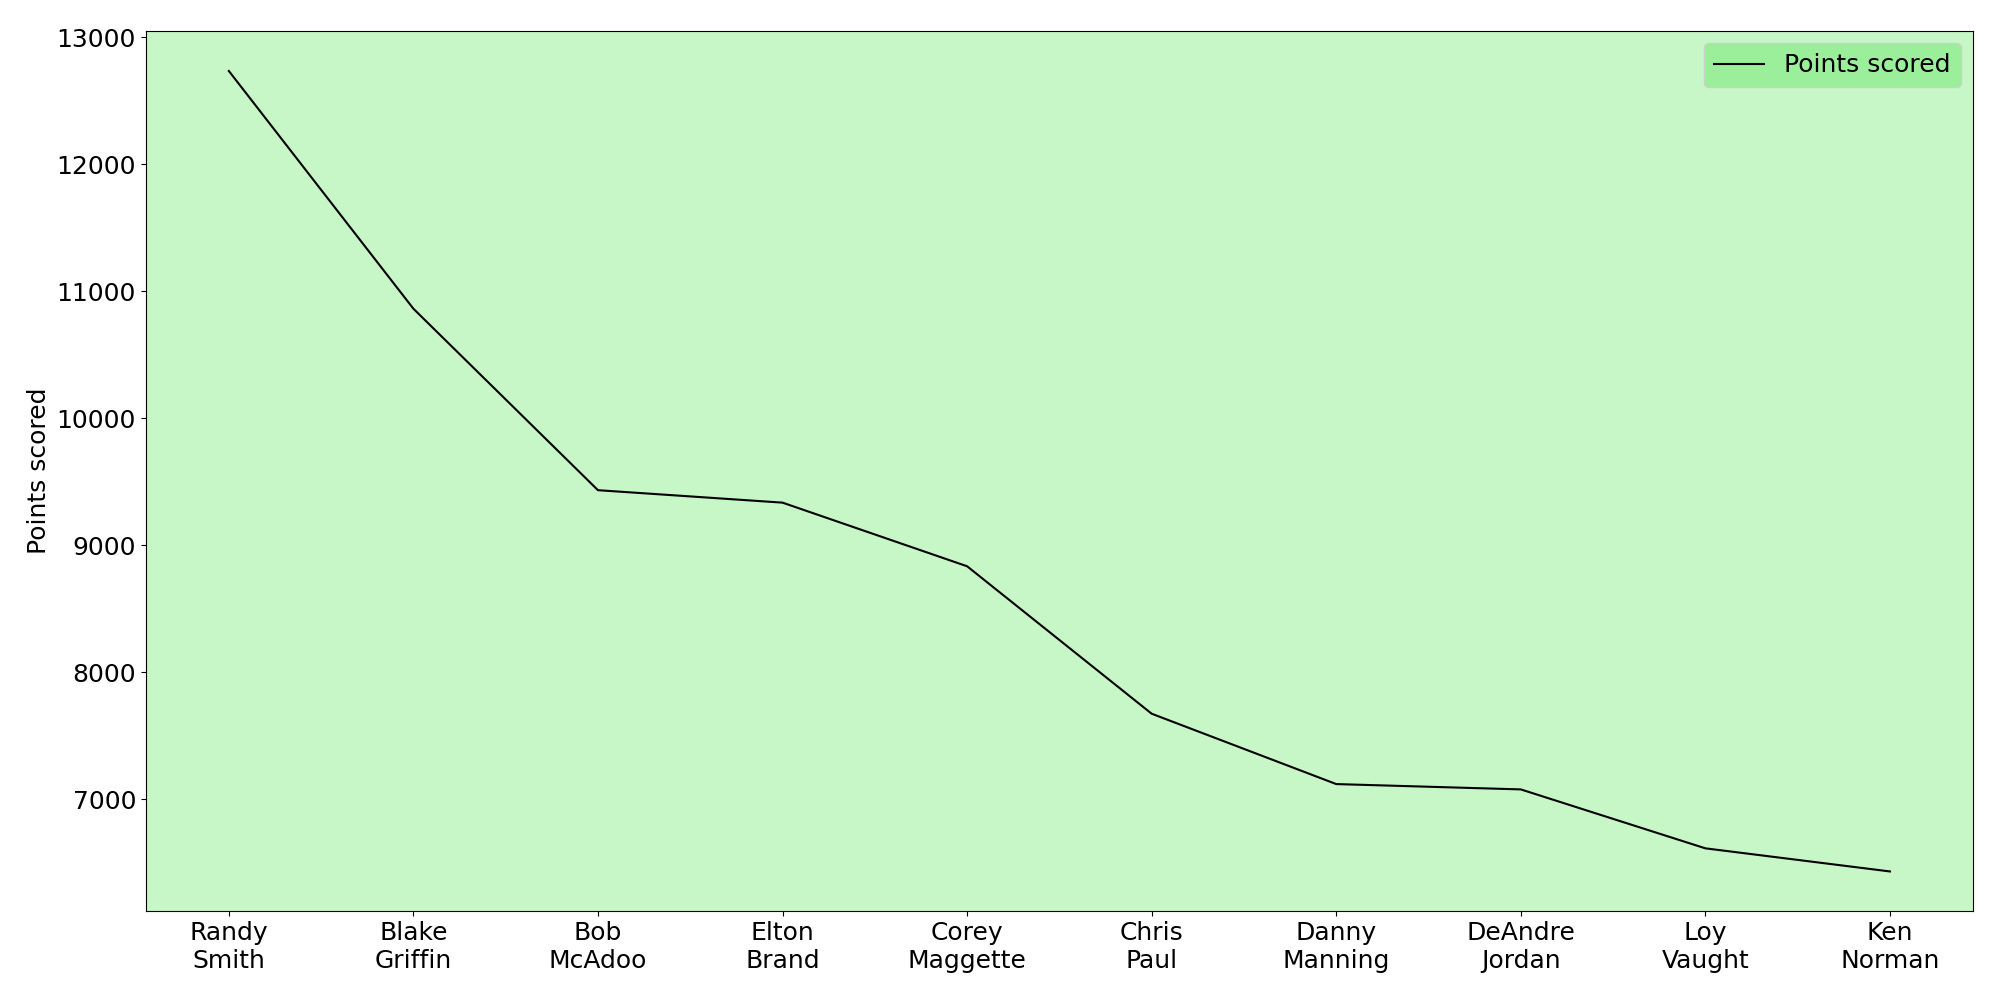 13000
12000
11000
10000
9000
8000
7000
Points scored
Points scored
Randy
Smith
Blake
Griffin
Bob
McAdoo
Elton
Brand
Corey
Maggette
Chris
Paul
Danny
Manning
DeAndre
Jordan
Loy
Vaught
Ken
Norman